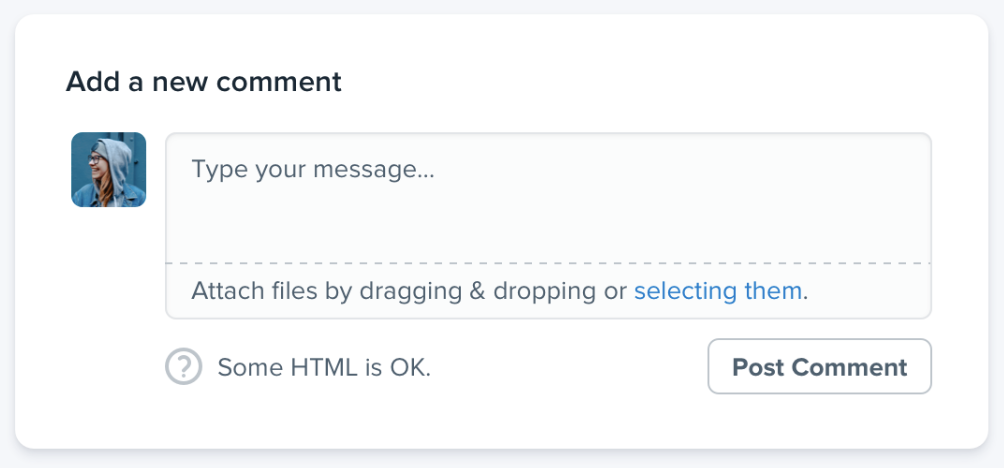 Add a new comment
Type your message...
Attach files by dragging & dropping or selecting them.
Some HTML is OK.
Post Comment